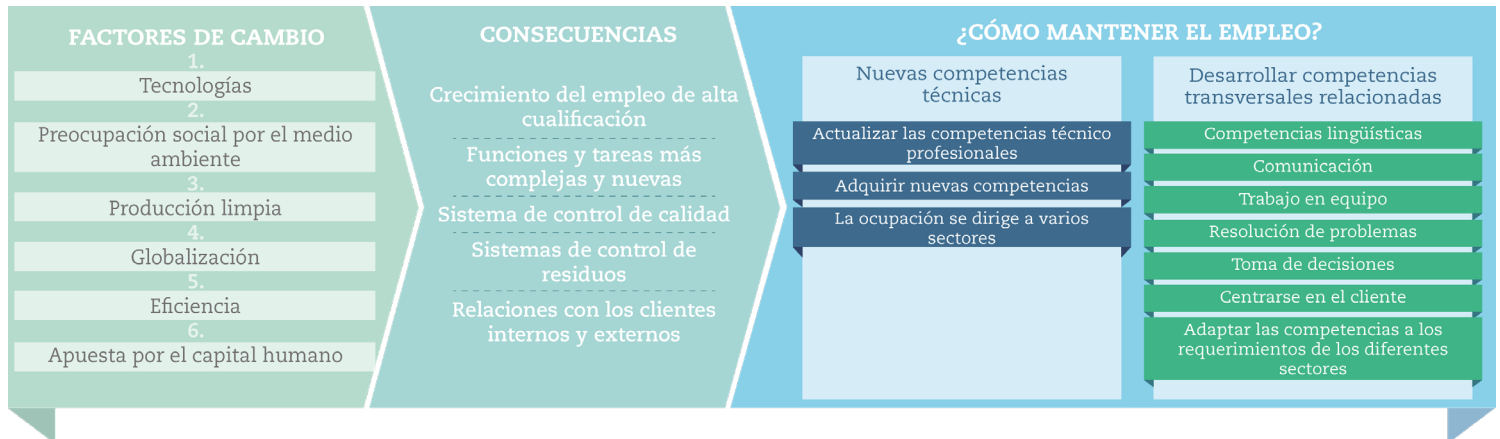 FACTORES DE CAMBIO
1.
Tecnologías
2.
Preocupación social por el medio
ambiente
3.
Producción limpia
4.
Globalización
5.
Eficiencia
6.
Apuesta por el capital humano
CONSECUENCIAS
Crecimiento del empleo de alta
cualificación
Funciones y tareas más
complejas y nuevas
Sistema de control de calidad
Sistemas de control de
residuos
Relaciones con los clientes
internos y externos
¿CÓMO MANTENER EL EMPLEO?
Nuevas competencias
técnicas
Actualizar las competencias técnico
profesionales
Adquirir nuevas competencias
La ocupación se dirige a varios
sectores
Desarrollar competencias
transversales relacionadas
Competencias lingüísticas
Comunicación
Trabajo en equipo
Resolución de problemas
Toma de decisiones
Centrarse en el cliente
Adaptar las competencias a los
requerimientos de los diferentes
sectores